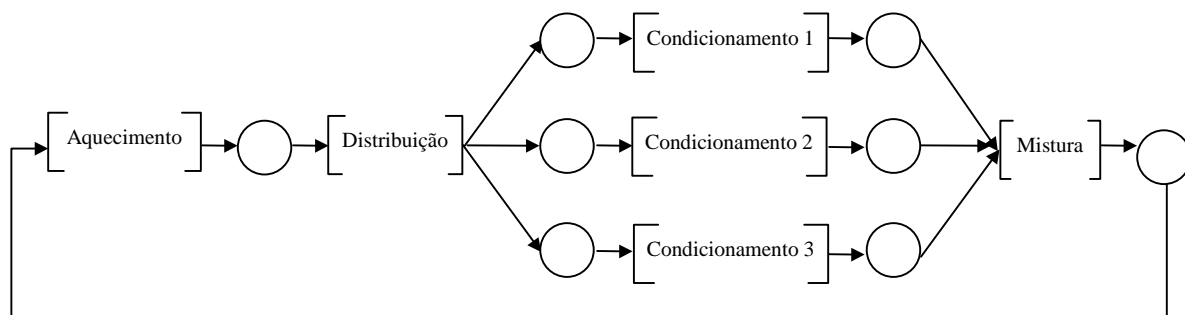 Condicionamento 1
Aquecimento
Distribuição
Condicionamento 2
Mistura
Condicionamento 3